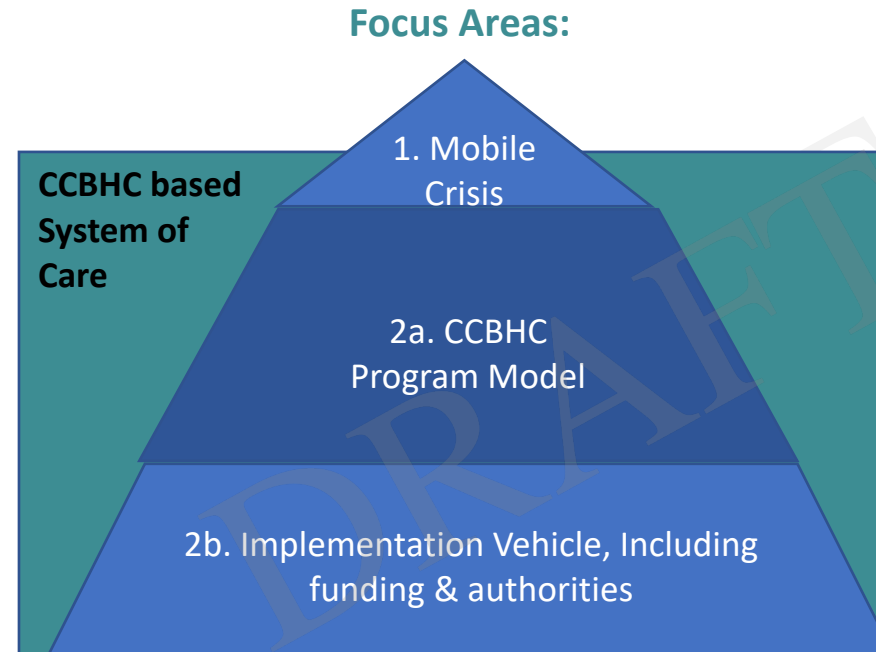 Focus Areas:
1. Mobile
Crisis
CCBHC based
System of
Care
2a. CCBHC
Program Model
2b. Implementation Vehicle, Including
funding & authorities
DRAFT